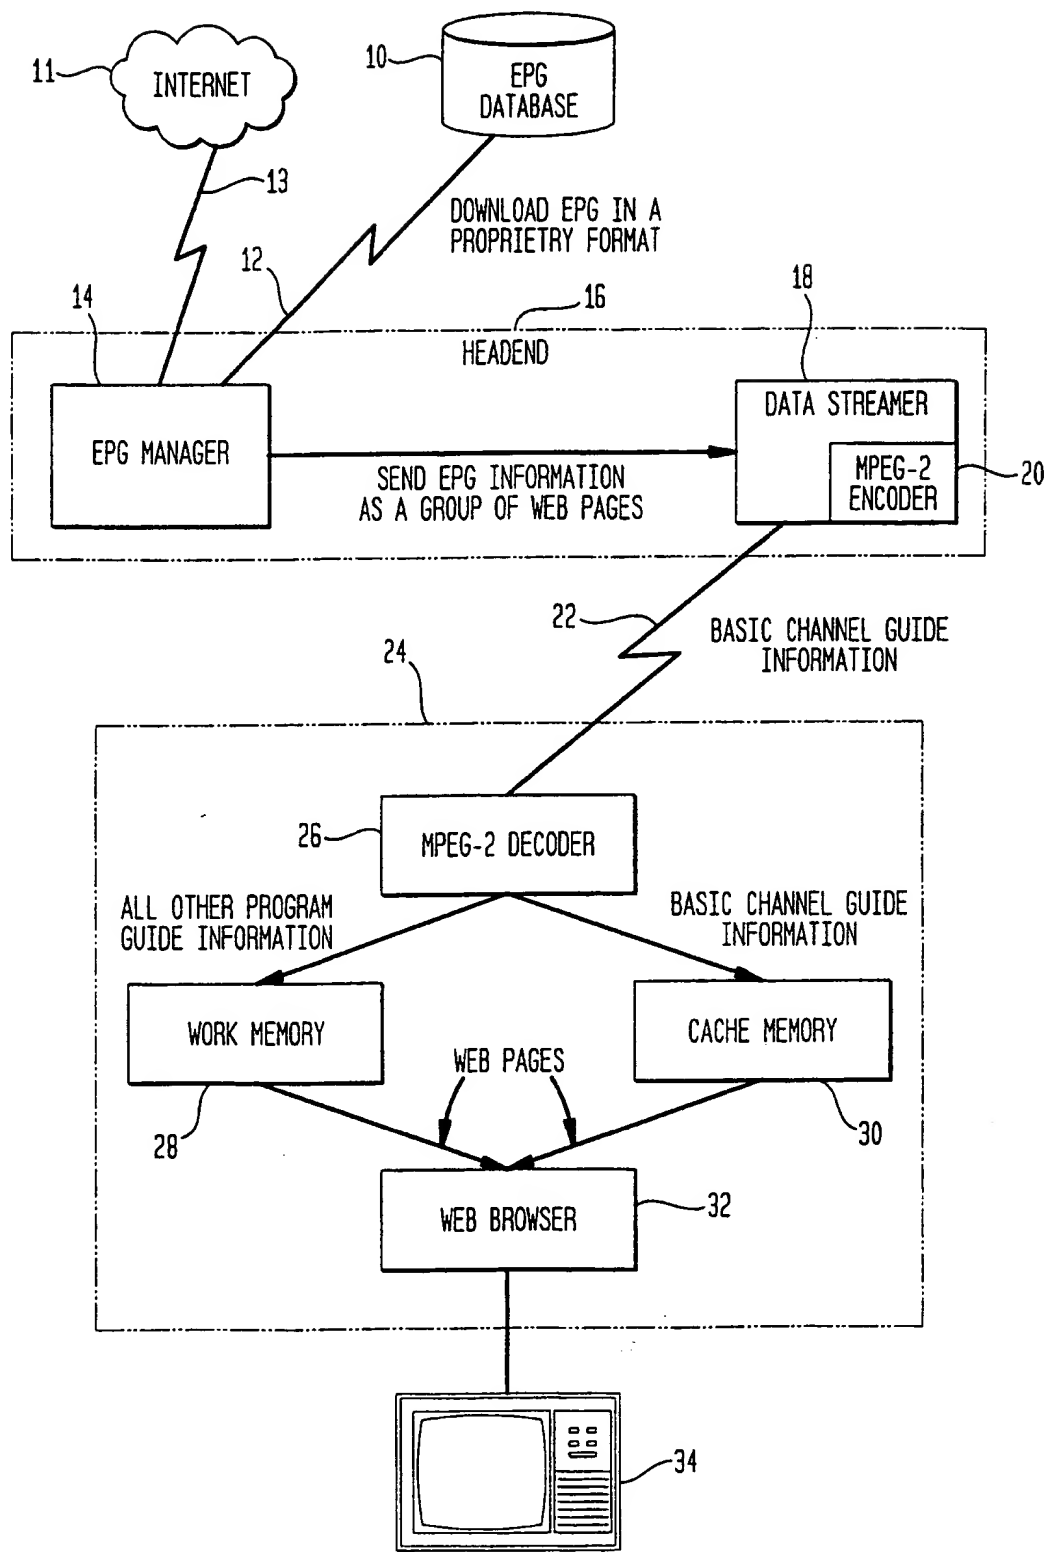 11
INTERNET
10
EPG
DATABASE
13
DOWNLOAD EPG IN A
PROPRIETRY FORMAT
12
14
16
18
HEADEND
EPG MANAGER
DATA STREAMER
MPEG-2
ENCODER
20
SEND EPG INFORMATION
AS A GROUP OF WEB PAGES
22
BASIC CHANNEL GUIDE
INFORMATION
24
26
MPEG-2 DECODER
ALL OTHER PROGRAM
GUIDE INFORMATION
BASIC CHANNEL GUIDE
INFORMATION
WORK MEMORY
CACHE MEMORY
WEB PAGES
28
30
WEB BROWSER
32
34